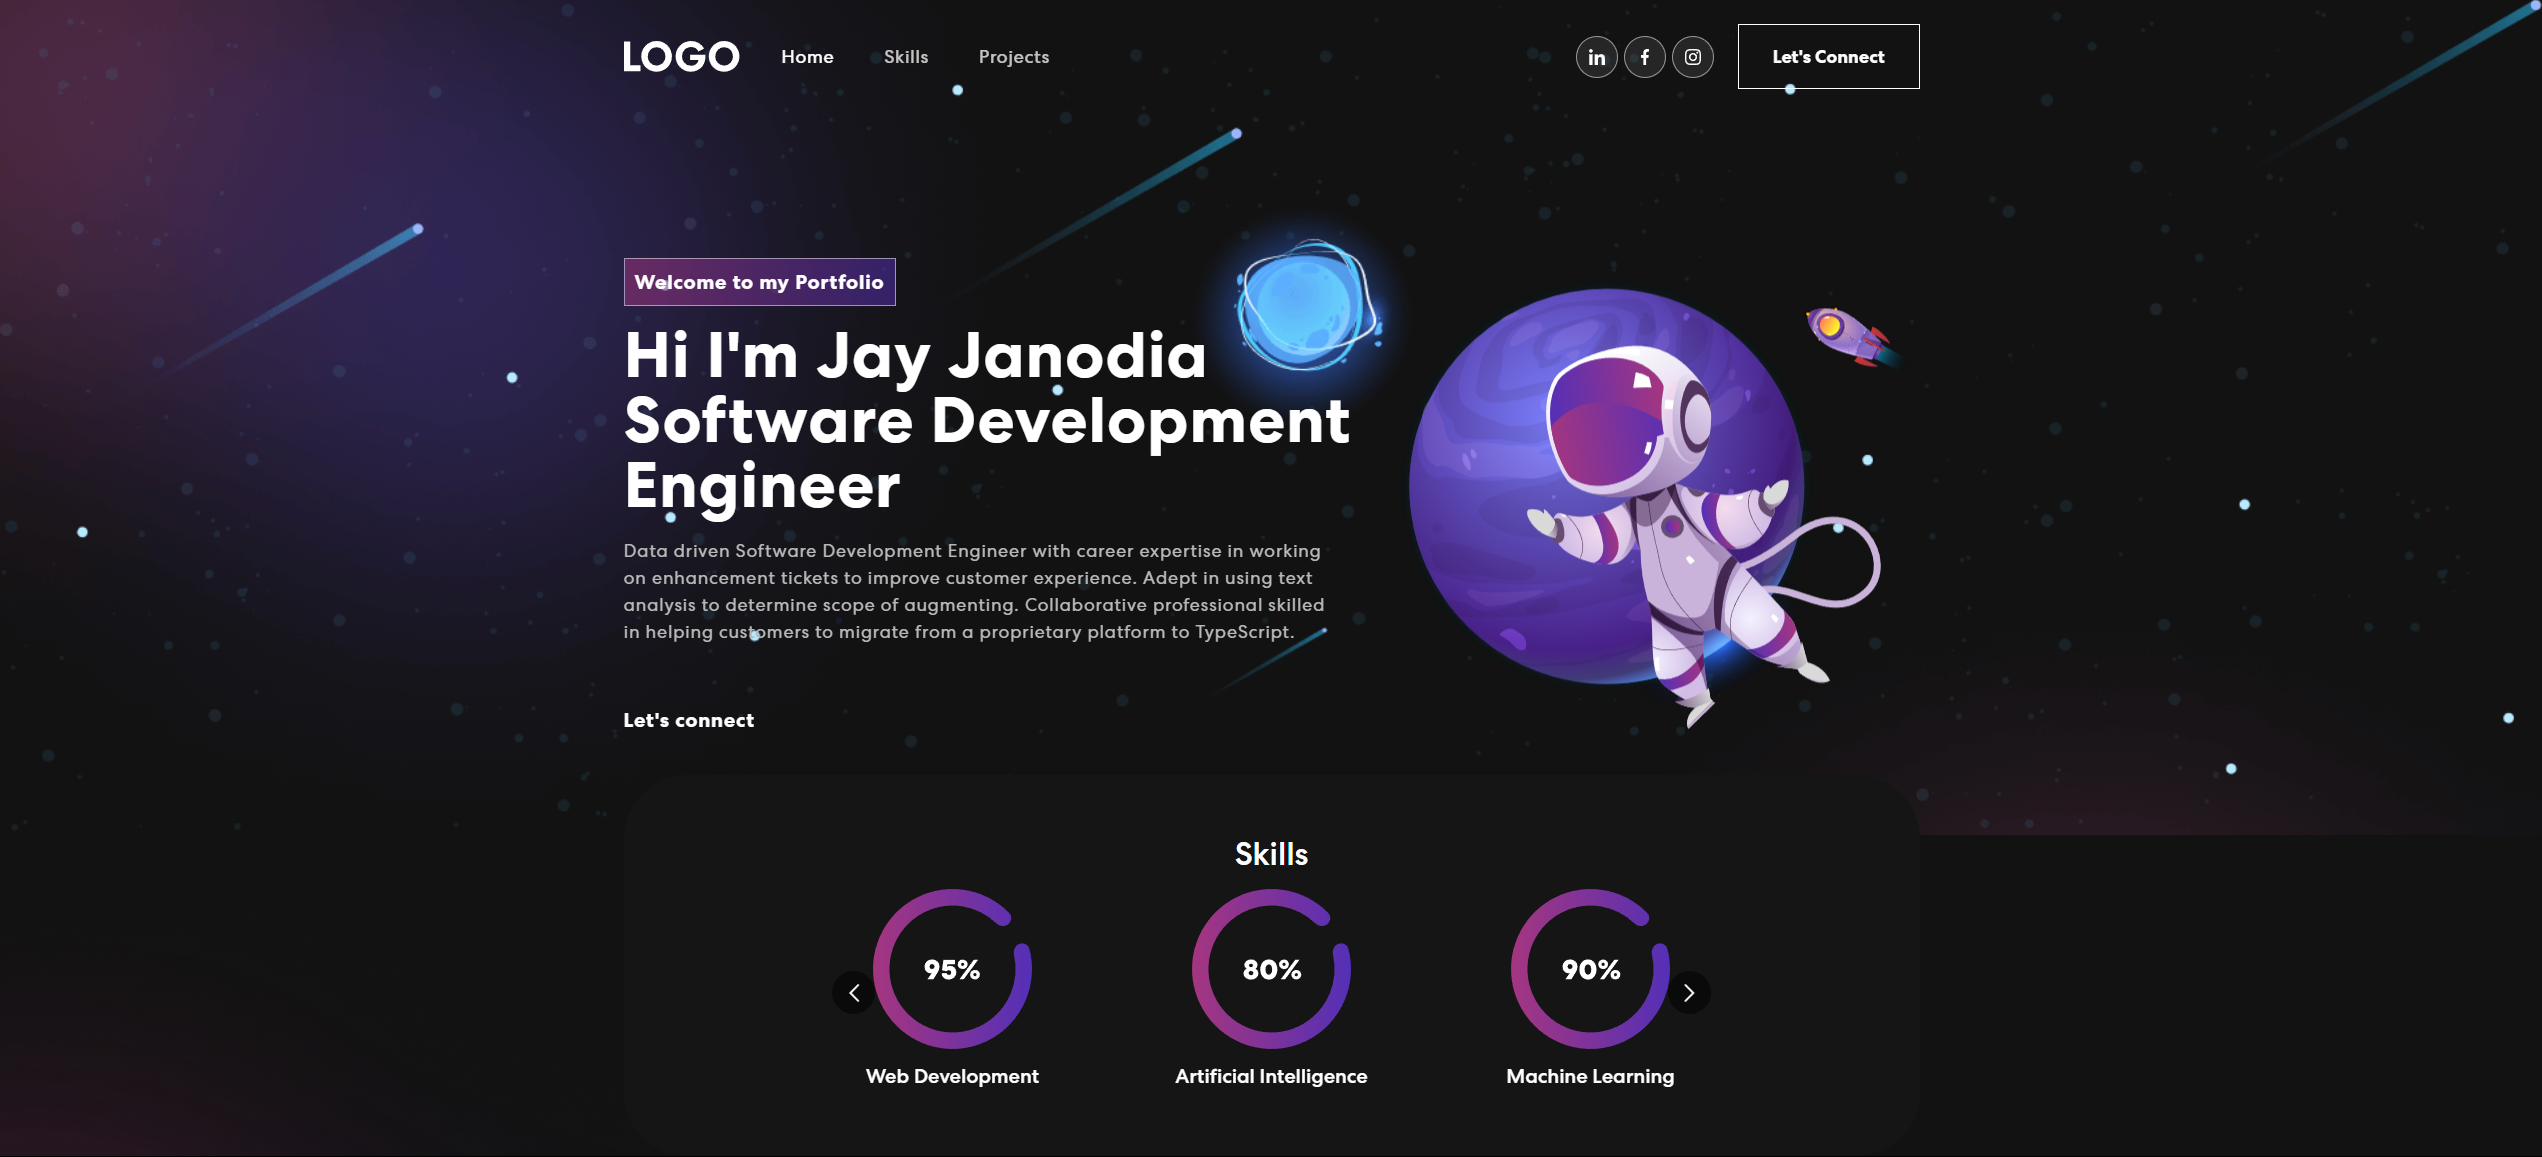 LOGO
Home
Skills
Projects
Let's Connect
Welcome to my Portfolio
Hi I'm Jay Janodia
Software Development
Engineer
Data driven Software Development Engineer with career expertise in working
on enhancement tickets to improve customer experience. Adept in using text
analysis to determine scope of augmenting. Collaborative professional skilled
in helping customers to migrate from a proprietary platform to TypeScript.
Let's connect
Skills
95%
80%
90%
Web Development
Artificial Intelligence
Machine Learning